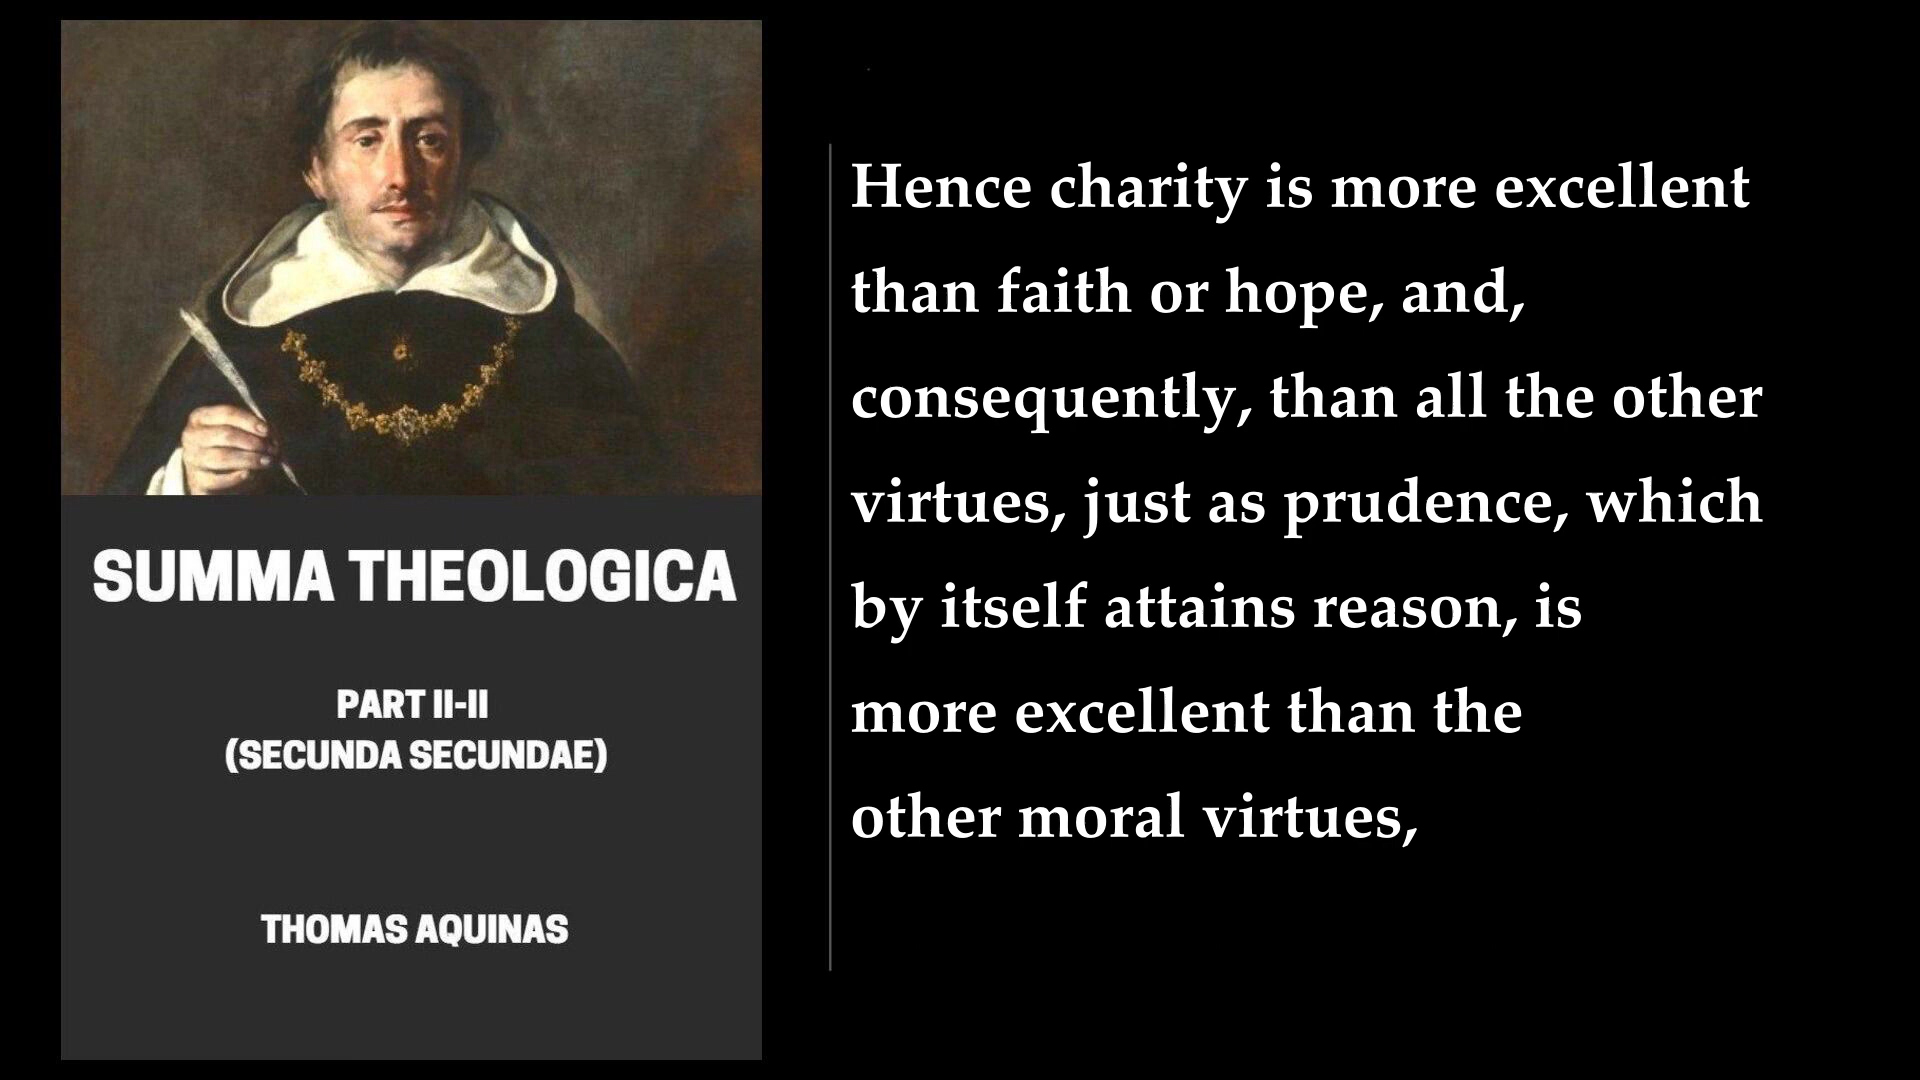 SUMMA THEOLOGICA
PART II-II
(SECUNDA SECUNDAE)
THOMAS AQUINAS
Hence charity is more excellent
than faith or hope, and,
consequently, than all the other
virtues, just as prudence, which
by itself attains reason, is
more excellent than the
other moral virtues,